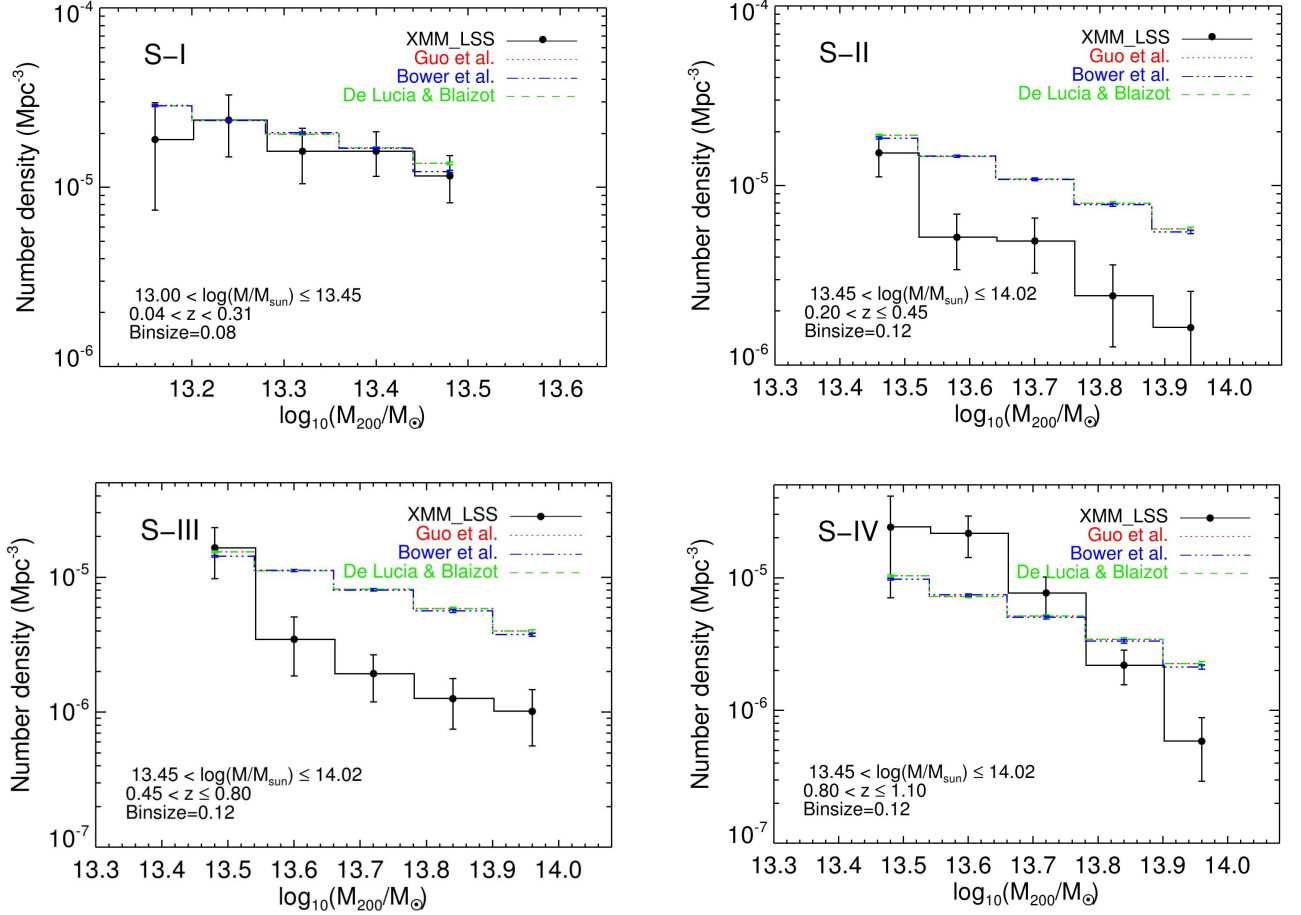 S-I
XMM_LSS
Guo et al.
Bower et al.
De Lucia & Blaizot
10⁻⁴
10⁻⁵
10⁻⁶
Number density (Mpc⁻³)
13.00 < log(M/Mₛᵤₙ) ≤ 13.45
0.04 < z < 0.31
Binsize=0.08
13.2 13.3 13.4 13.5 13.6
log₁₀(M₂₀₀/M☉)
S-II
XMM_LSS
Guo et al.
Bower et al.
De Lucia & Blaizot
10⁻⁴
10⁻⁵
10⁻⁶
Number density (Mpc⁻³)
13.45 < log(M/Mₛᵤₙ) ≤ 14.02
0.20 < z ≤ 0.45
Binsize=0.12
13.3 13.4 13.5 13.6 13.7 13.8 13.9 14.0
log₁₀(M₂₀₀/M☉)
S-III
XMM_LSS
Guo et al.
Bower et al.
De Lucia & Blaizot
10⁻⁵
10⁻⁶
10⁻⁷
Number density (Mpc⁻³)
13.45 < log(M/Mₛᵤₙ) ≤ 14.02
0.45 < z ≤ 0.80
Binsize=0.12
13.3 13.4 13.5 13.6 13.7 13.8 13.9 14.0
log₁₀(M₂₀₀/M☉)
S-IV
XMM_LSS
Guo et al.
Bower et al.
De Lucia & Blaizot
10⁻⁵
10⁻⁶
10⁻⁷
Number density (Mpc⁻³)
13.45 < log(M/Mₛᵤₙ) ≤ 14.02
0.80 < z ≤ 1.10
Binsize=0.12
13.3 13.4 13.5 13.6 13.7 13.8 13.9 14.0
log₁₀(M₂₀₀/M☉)